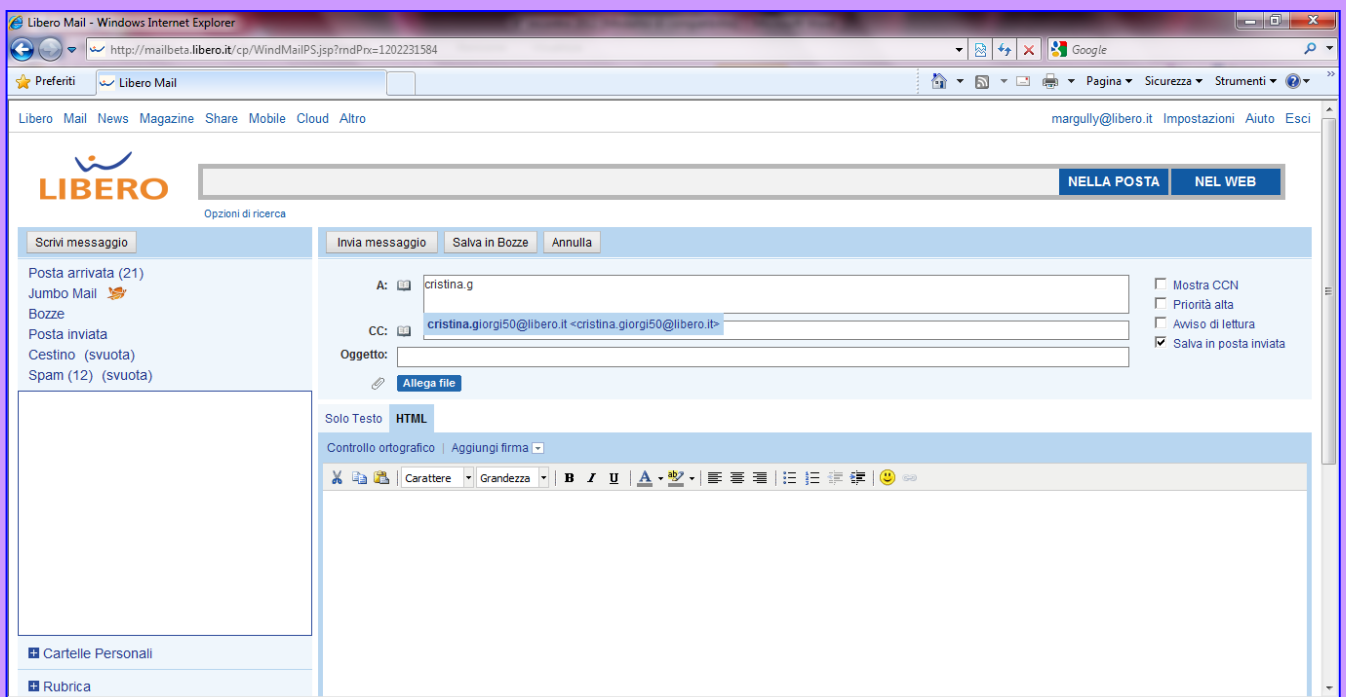 Libero Mail - Windows Internet Explorer
http://mailbeta.libero.it/cp/WindMailPS.jsp?rndPrx=1202231584
Google
Preferiti
Libero Mail
Pagina
Sicurezza
Strumenti
Libero Mail News Magazine Share Mobile Cloud Altro
margully@libero.it Impostazioni Aiuto Esci
LIBERO
NELLA POSTA
NEL WEB
Opzioni di ricerca
Scrivi messaggio
Invia messaggio
Salva in Bozze
Annulla
Posta arrivata (21)
Jumbo Mail
Bozze
Posta inviata
Cestino (svuota)
Spam (12) (svuota)
A:
cristina.g
cristina.giorgi50@libero.it <cristina.giorgi50@libero.it>
CC:
Oggetto:
Allega file
Mostra CCN
Priorità alta
Avviso di lettura
Salva in posta inviata
Solo Testo
HTML
Controllo ortografico | Aggiungi firma
Carattere
Grandezza
B I U A ab
Cartelle Personali
Rubrica